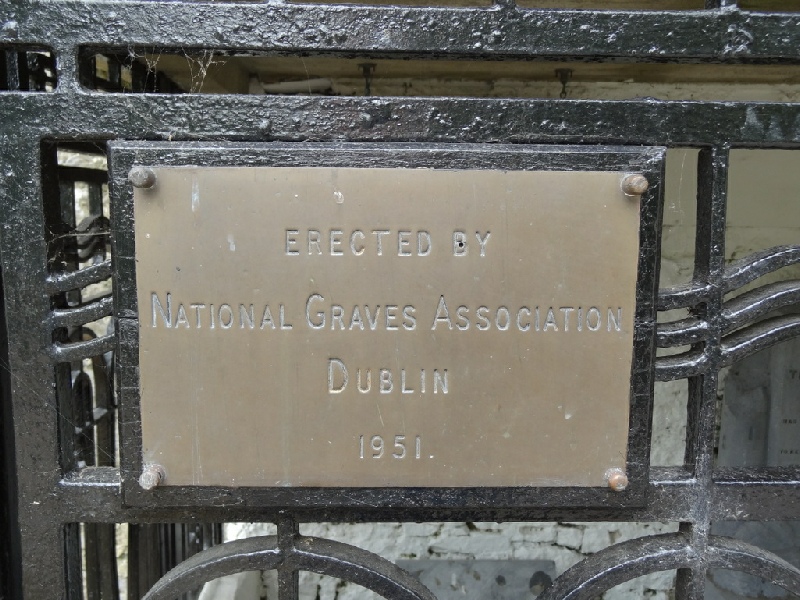 ERECTED BY
NATIONAL GRAVES ASSOCIATION
DUBLIN
1951.